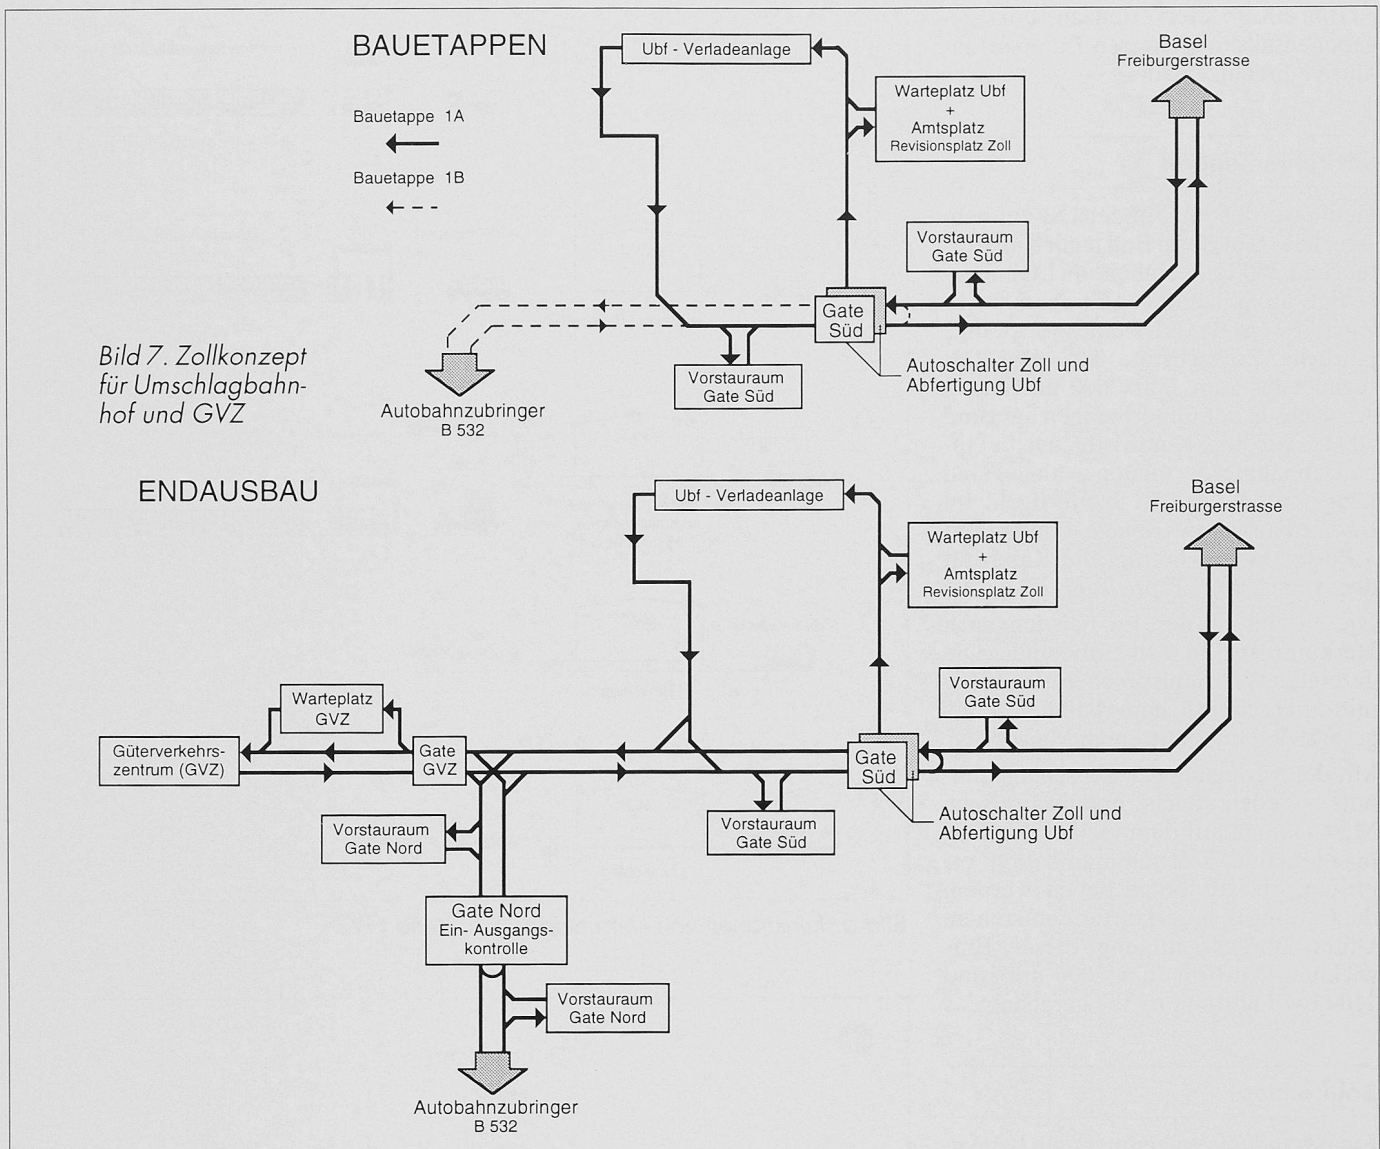 BAUETAPPEN
Bauetappe 1A
Bauetappe 1B
Ubf - Verladeanlage
Warteplatz Ubf
+
Amtsplatz
Revisionsplatz Zoll
Basel
Freiburgerstrasse
Vorstauraum
Gate Süd
Gate
Süd
Vorstauraum
Gate Süd
Autoschalter Zoll und
Abfertigung Ubf
Autobahnzubringer
B 532
Bild 7. Zollkonzept
für Umschlagbahn-
hof und GVZ
ENDAUSBAU
Ubf - Verladeanlage
Warteplatz Ubf
+
Amtsplatz
Revisionsplatz Zoll
Basel
Freiburgerstrasse
Vorstauraum
Gate Süd
Warteplatz
GVZ
Güterverkehrs-
zentrum (GVZ)
Gate
GVZ
Gate
Süd
Vorstauraum
Gate Nord
Vorstauraum
Gate Süd
Autoschalter Zoll und
Abfertigung Ubf
Gate Nord
Ein- Ausgangs-
kontrolle
Vorstauraum
Gate Nord
Autobahnzubringer
B 532